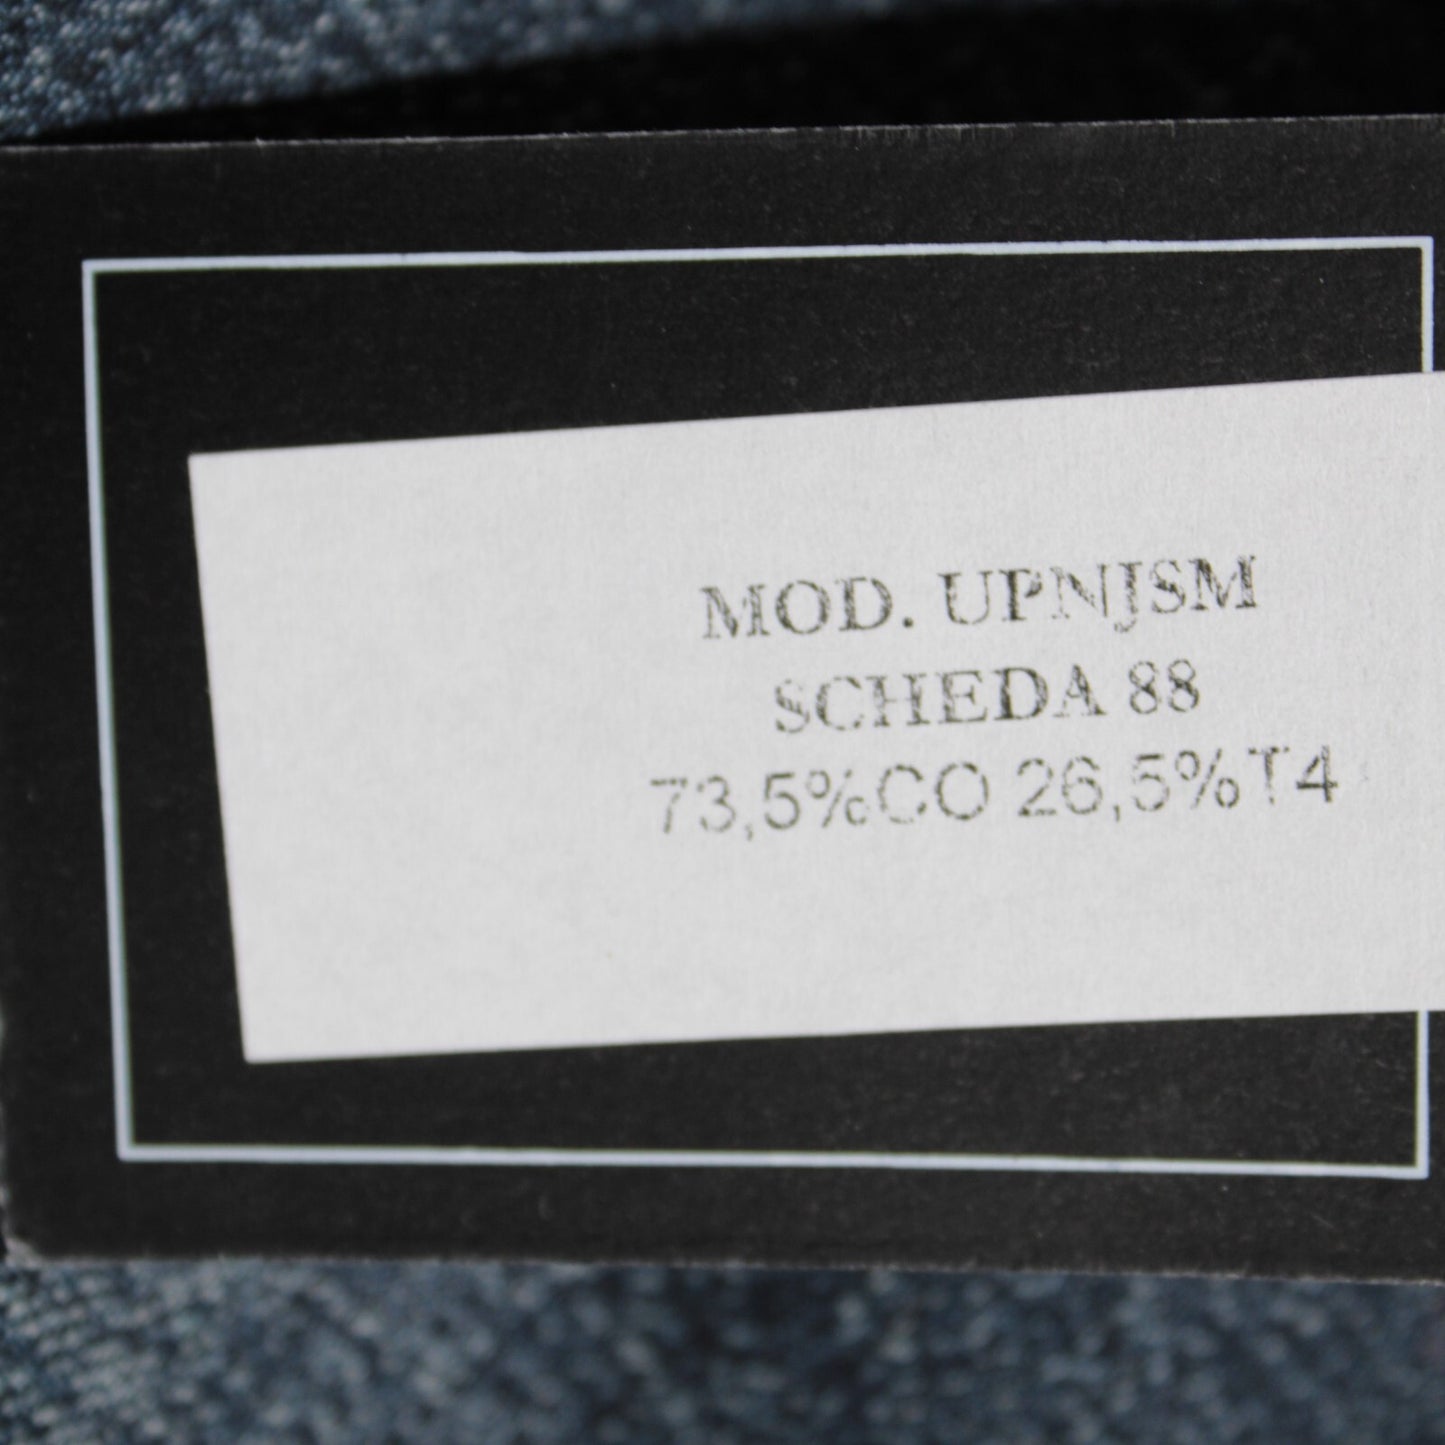 MOD. UPNJSM
SCHEDA 88
73,5%CO 26,5%T4